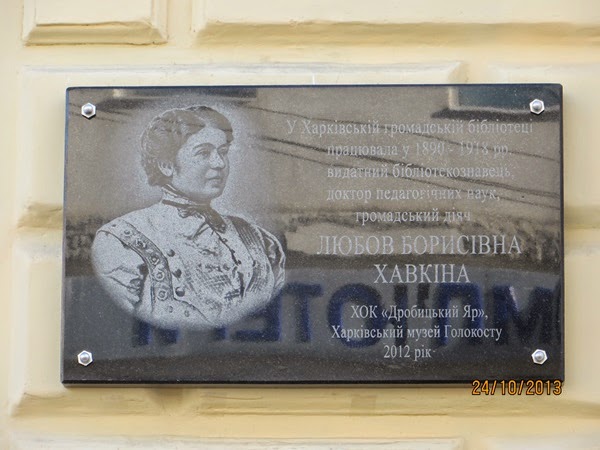 У Харківській громадській бібліотеці
працювала у 1890 - 1918 рр.
видатний бібліотекознавець,
доктор педагогічних наук,
громадський діяч
ЛЮБОВ БОРИСІВНА
ХАВКІНА
ХОК «Дробицький Яр»,
Харківський музей Голокосту
2012 рік
24/10/2013